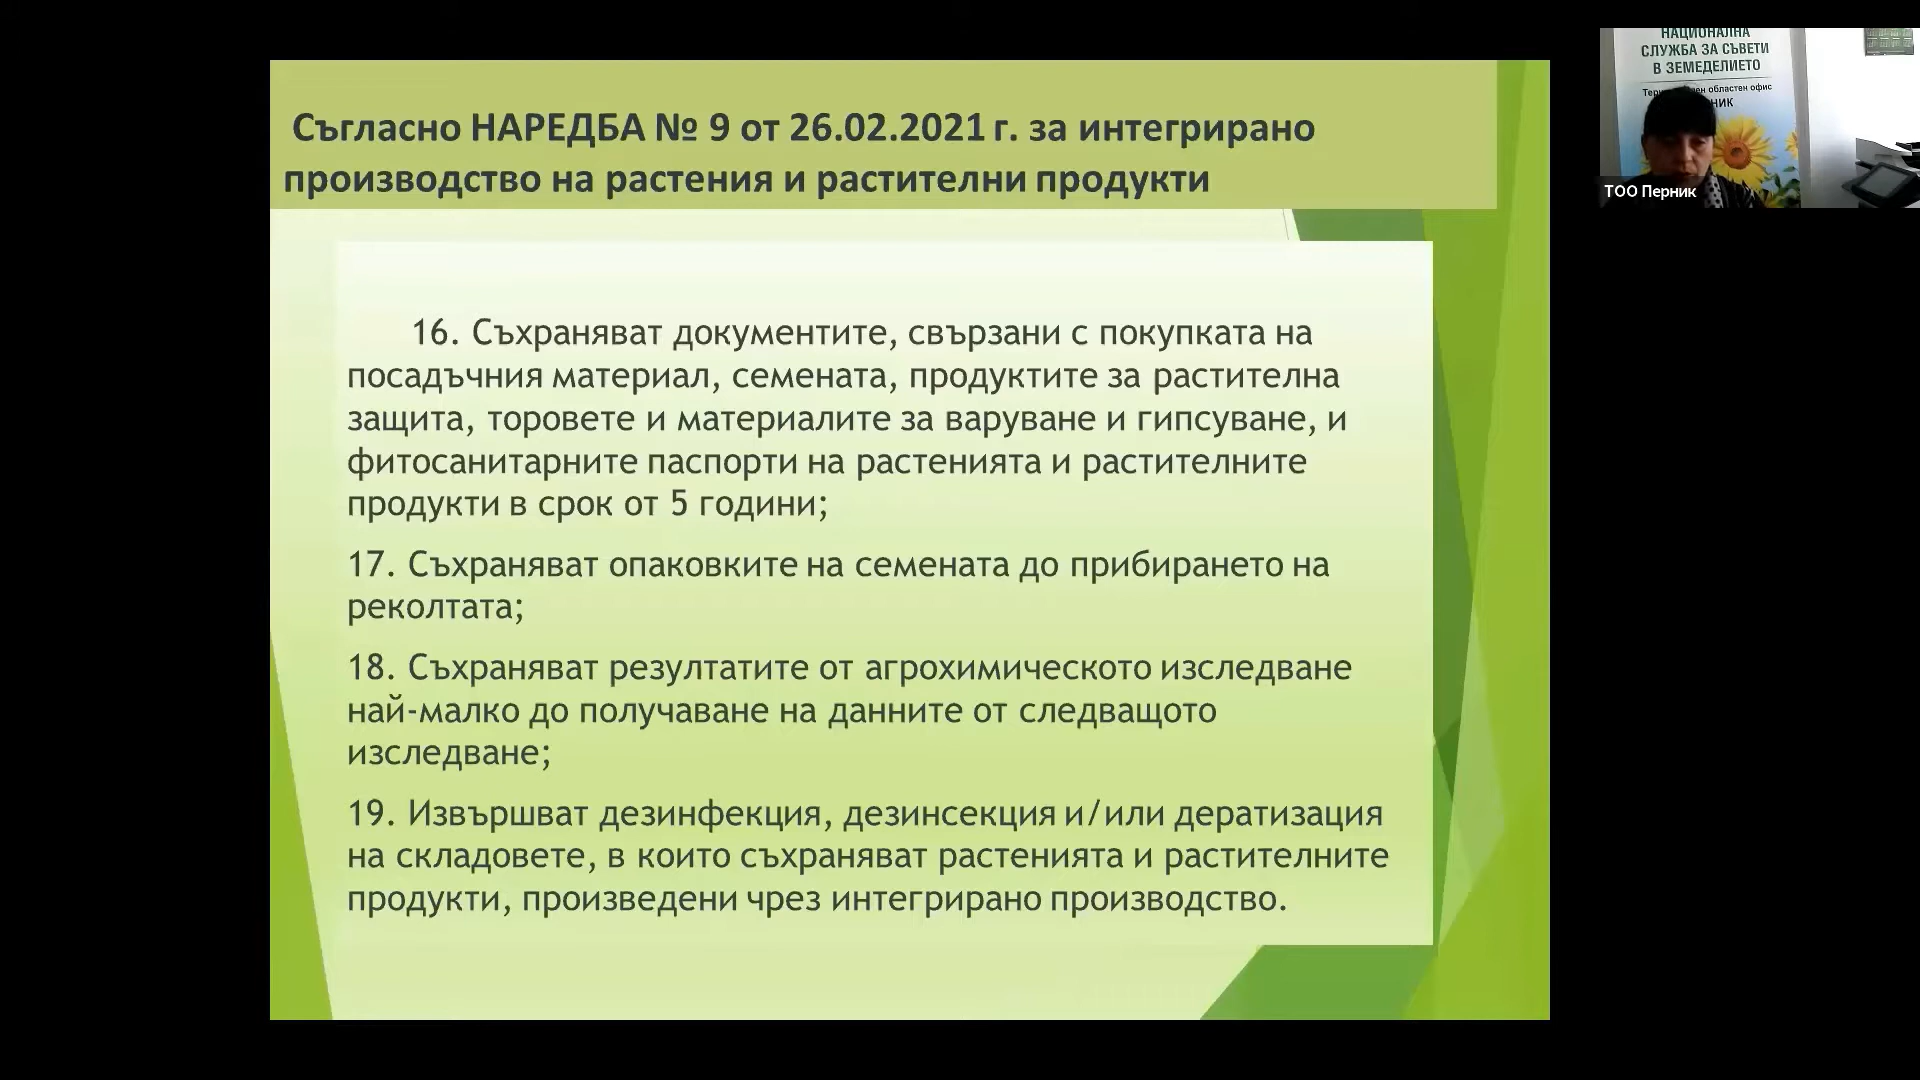 Съгласно НАРЕДБА № 9 от 26.02.2021 г. за интегрирано
производство на растения и растителни продукти
16. Съхраняват документите, свързани с покупката на
посадъчния материал, семената, продуктите за растителна
защита, торовете и материалите за варуване и гипсуване, и
фитосанитарните паспорти на растенията и растителните
продукти в срок от 5 години;
17. Съхраняват опаковките на семената до прибирането на
реколтата;
18. Съхраняват резултатите от агрохимическото изследване
най-малко до получаване на данните от следващото
изследване;
19. Извършват дезинфекция, дезинсекция и/или дератизация
на складовете, в които съхраняват растенията и растителните
продукти, произведени чрез интегрирано производство.
НАЦИОНАЛНА
СЛУЖБА ЗА СЪВЕТИ
В ЗЕМЕДЕЛИЕТО
областен офис
ТОО Перник